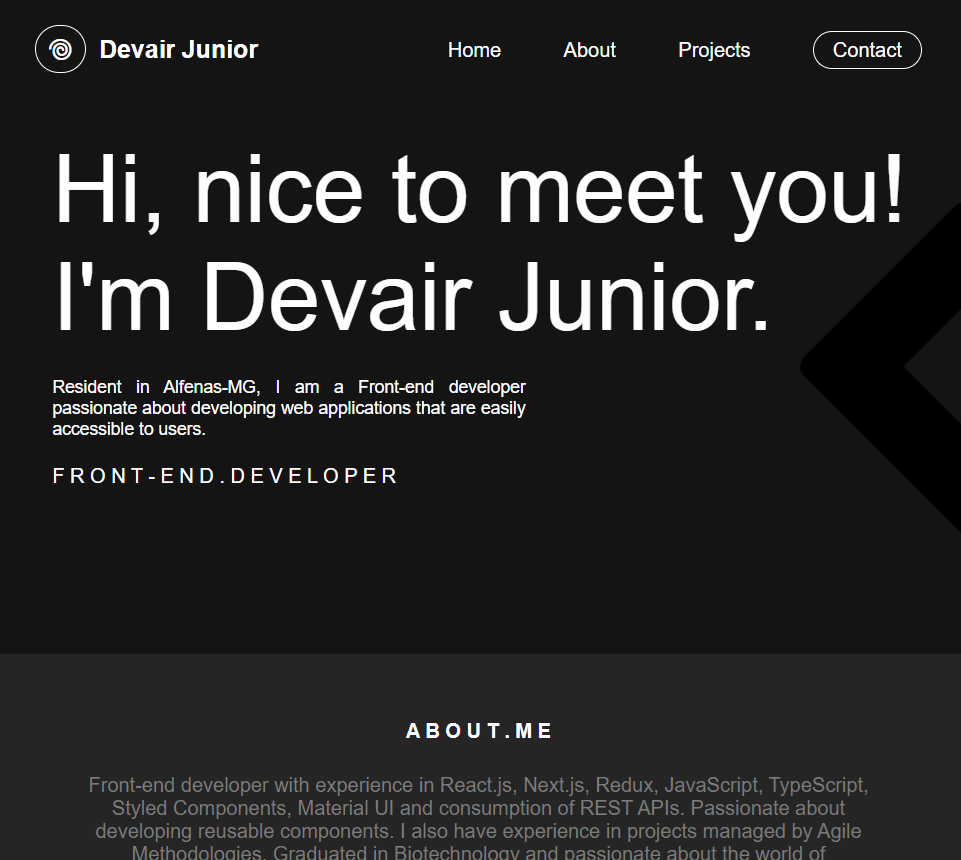 Devair Junior
Home
About
Projects
Contact
Hi, nice to meet you!
I'm Devair Junior.
Resident in Alfenas-MG, I am a Front-end developer
passionate about developing web applications that are easily
accessible to users.
FRONT-END.DEVELOPER
ABOUT.ME
Front-end developer with experience in React.js, Next.js, Redux, JavaScript, TypeScript,
Styled Components, Material UI and consumption of REST APIs. Passionate about
developing reusable components. I also have experience in projects managed by Agile
Methodologies. Graduated in Biotechnology and passionate about the world of